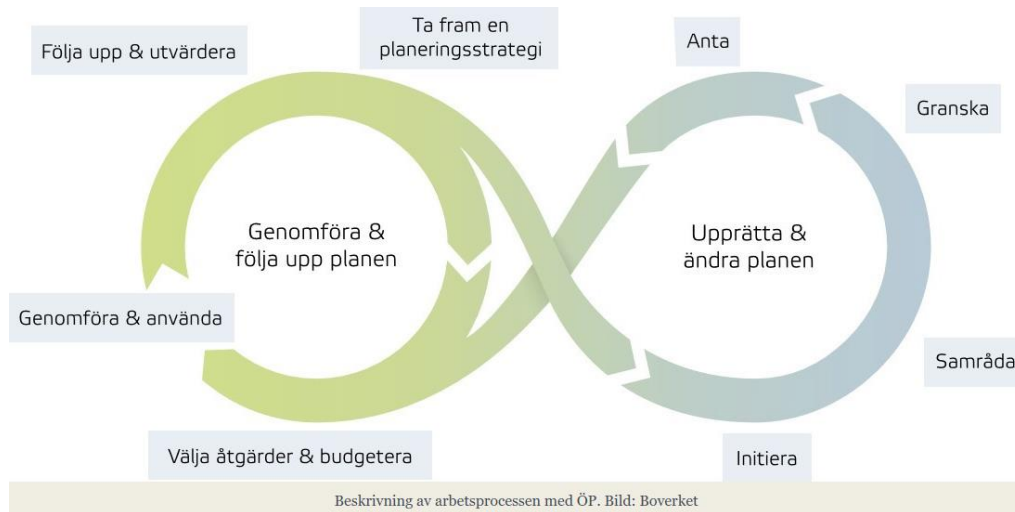 Ta fram en
planeringsstrategi
Följa upp & utvärdera
Anta
Granska
Genomföra &
följa upp planen
Upprätta &
ändra planen
Genomföra & använda
Samråda
Välja åtgärder & budgetera
Initiera
Beskrivning av arbetsprocessen med ÖP. Bild: Boverket